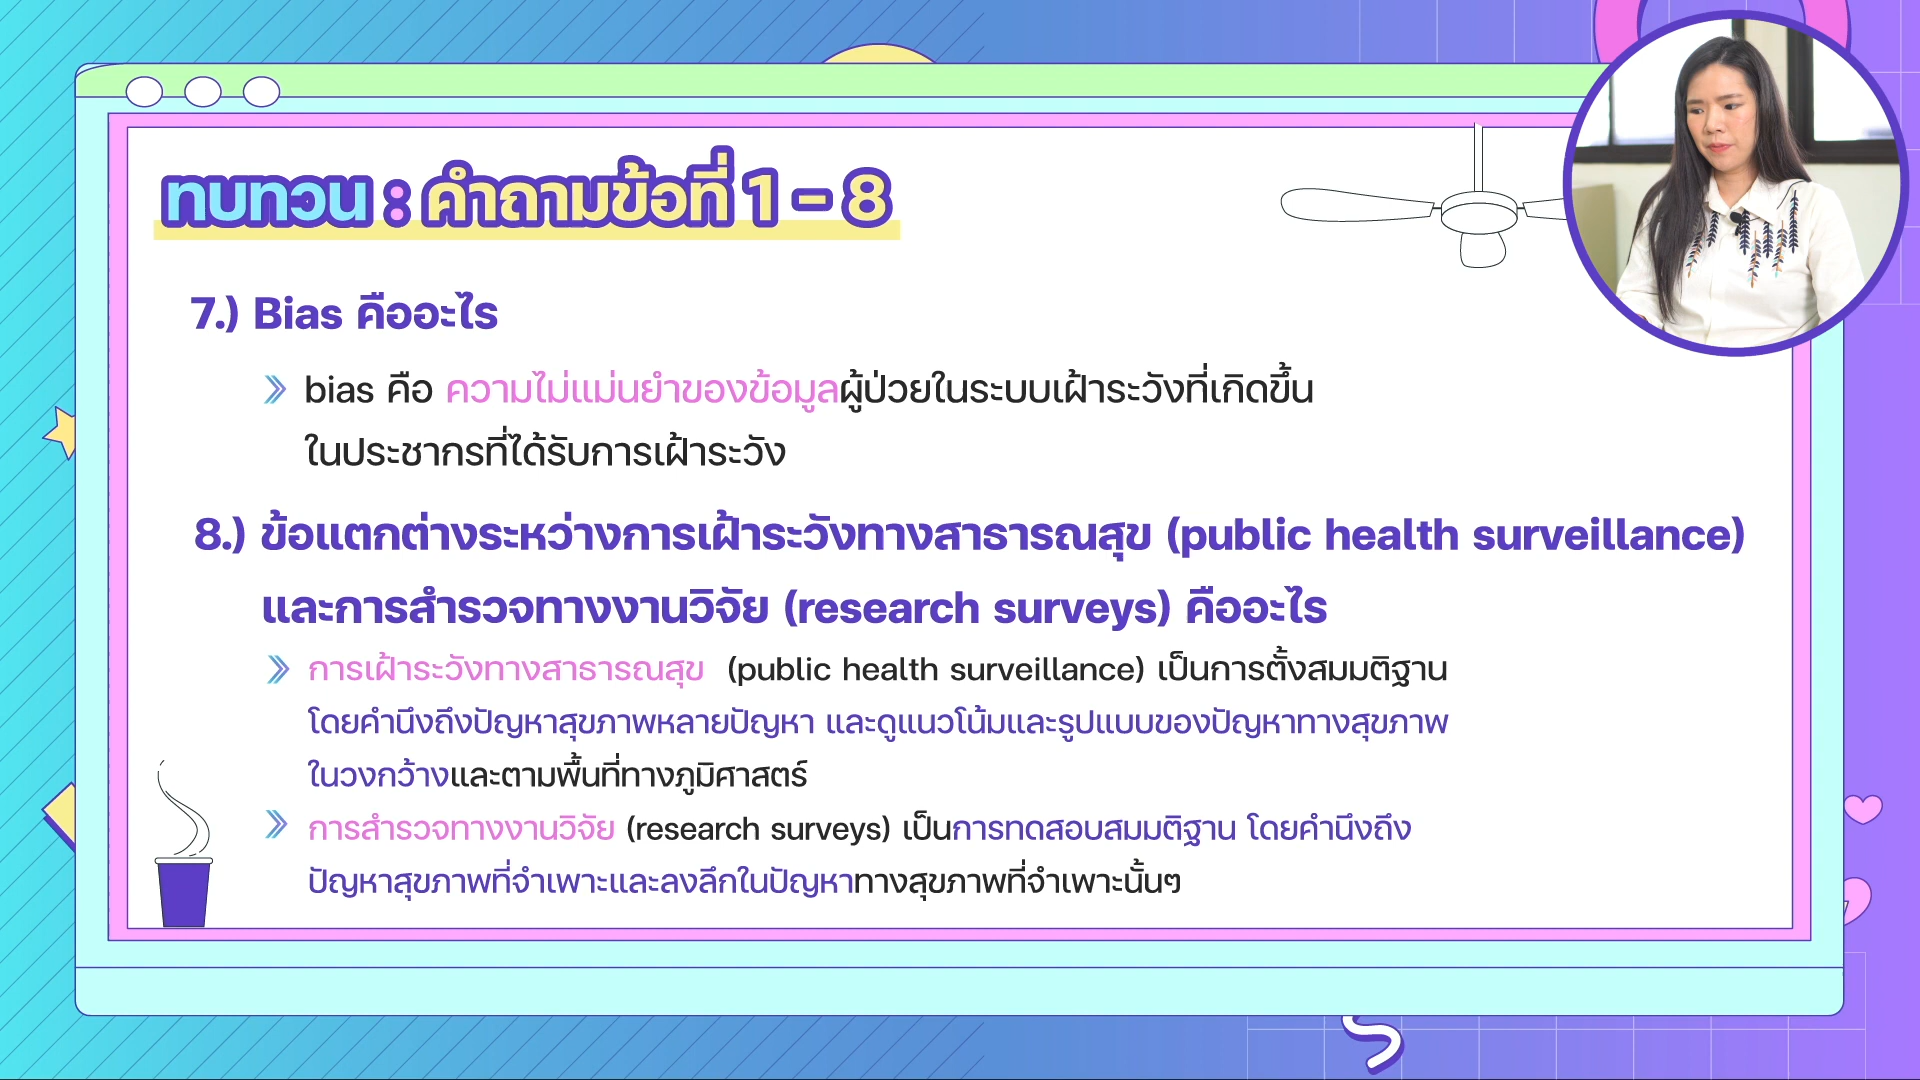 ทบทวน : คำถามข้อที่ 1 - 8
7.) Bias คืออะไร
bias คือ ความไม่แม่นยำของข้อมูลผู้ป่วยในระบบเฝ้าระวังที่เกิดขึ้น
ในประชากรที่ได้รับการเฝ้าระวัง
8.) ข้อแตกต่างระหว่างการเฝ้าระวังทางสาธารณสุข (public health surveillance)
และการสำรวจทางงานวิจัย (research surveys) คืออะไร
การเฝ้าระวังทางสาธารณสุข (public health surveillance) เป็นการตั้งสมมติฐาน
โดยคำนึงถึงปัญหาสุขภาพหลายปัญหา และดูแนวโน้มและรูปแบบของปัญหาทางสุขภาพ
ในวงกว้างและตามพื้นที่ทางภูมิศาสตร์
การสำรวจทางงานวิจัย (research surveys) เป็นการทดสอบสมมติฐาน โดยคำนึงถึง
ปัญหาสุขภาพที่จำเพาะและลงลึกในปัญหาทางสุขภาพที่จำเพาะนั้นๆ